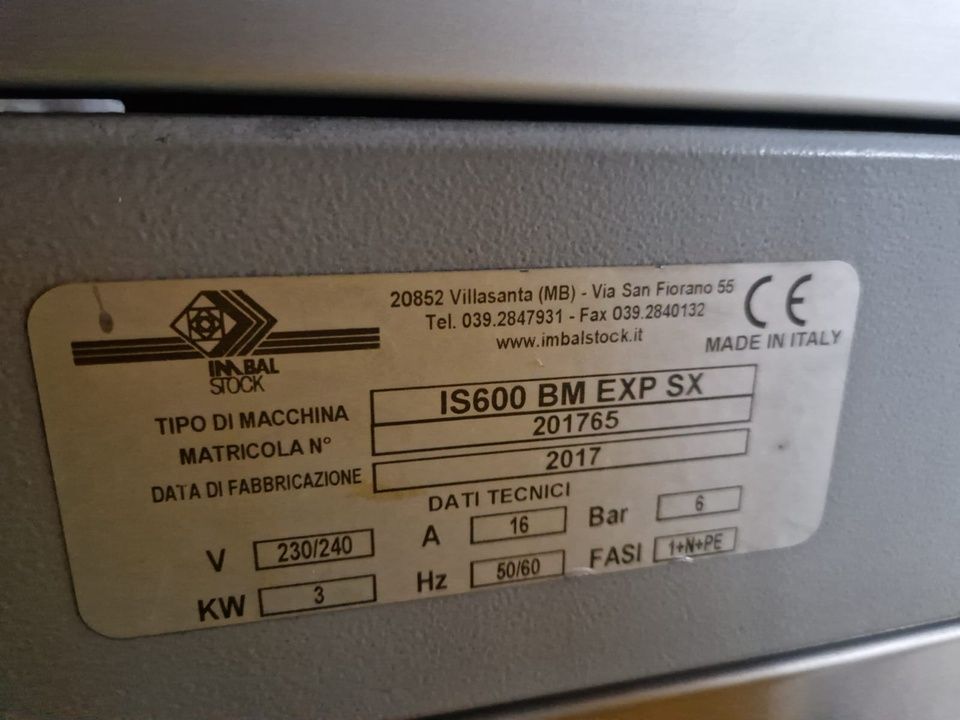 IMBAL
STOCK
20852 Villasanta (MB) - Via San Fiorano 55
Tel. 039.2847931 - Fax 039.2840132
www.imbalstock.it
CE
MADE IN ITALY
TIPO DI MACCHINA IS600 BM EXP SX
MATRICOLA N° 201765
DATA DI FABBRICAZIONE 2017
DATI TECNICI
V 230/240 A 16 Bar 6
KW 3 Hz 50/60 FASI 1+N+PE